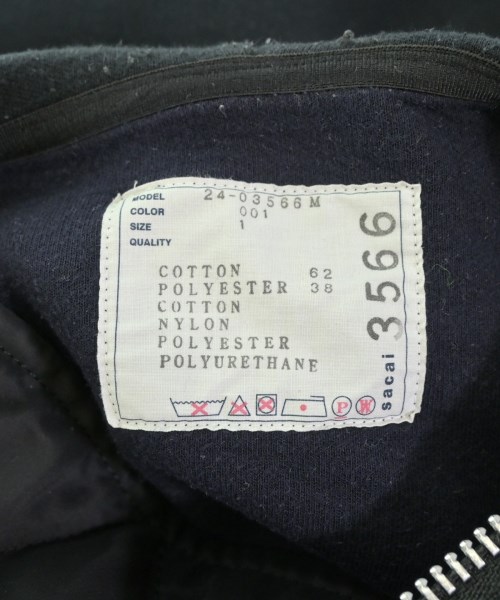 MODEL 24-03566M
COLOR 001
SIZE 1
QUALITY
COTTON 62
POLYESTER 38
COTTON
NYLON
POLYESTER
POLYURETHANE
P W
sacai 3566